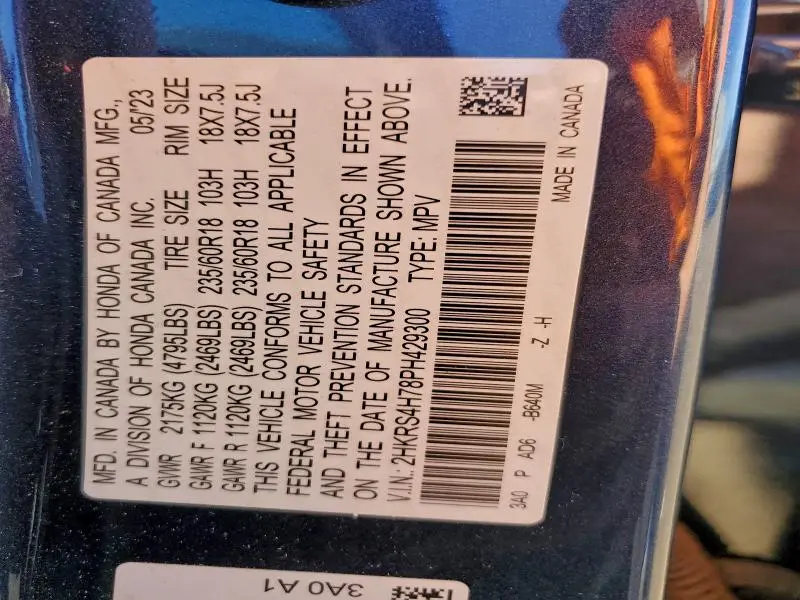 MFD. IN CANADA BY HONDA OF CANADA MFG.,
A DIVISION OF HONDA CANADA INC. 05/23
GVWR 2175KG (4795LBS) TIRE SIZE RIM SIZE
GAWR F 1120KG (2469LBS) 235/60R18 103H 18X7.5J
GAWR R 1120KG (2469LBS) 235/60R18 103H 18X7.5J
THIS VEHICLE CONFORMS TO ALL APPLICABLE
FEDERAL MOTOR VEHICLE SAFETY
AND THEFT PREVENTION STANDARDS IN EFFECT
ON THE DATE OF MANUFACTURE SHOWN ABOVE.
V.I.N.: 2HKRS4H78PH429300 TYPE: MPV
3A0 P AD6 -B640M -Z -H
MADE IN CANADA
3A0 A1